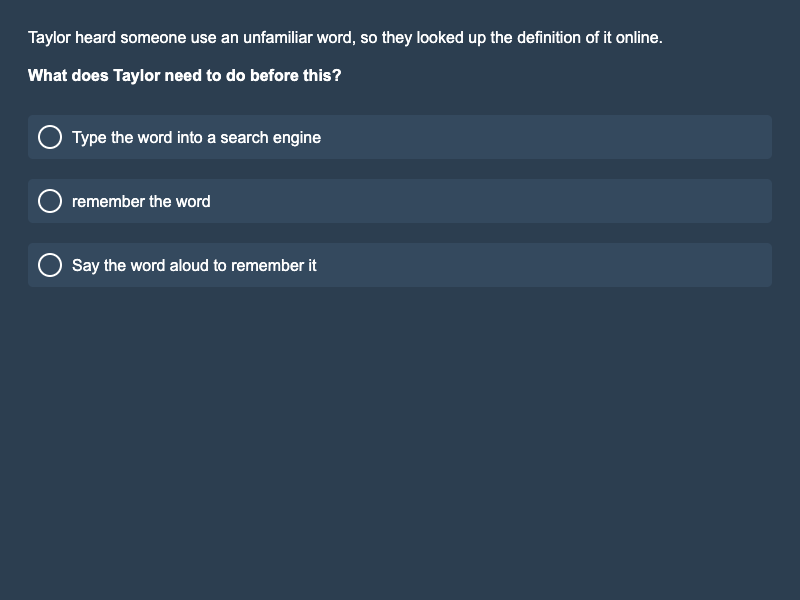 Taylor heard someone use an unfamiliar word, so they looked up the definition of it online.
What does Taylor need to do before this?
Type the word into a search engine
remember the word
Say the word aloud to remember it